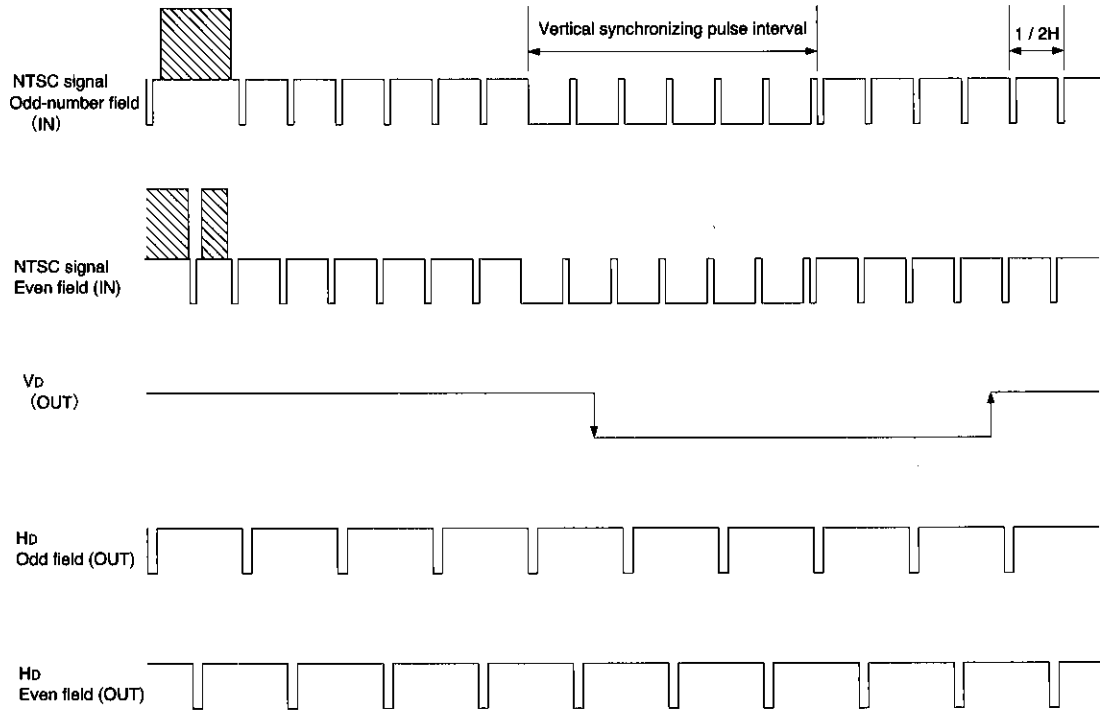 Vertical synchronizing pulse interval
1 / 2H
NTSC signal
Odd-number field
(IN)
NTSC signal
Even field (IN)
VD
(OUT)
HD
Odd field (OUT)
HD
Even field (OUT)